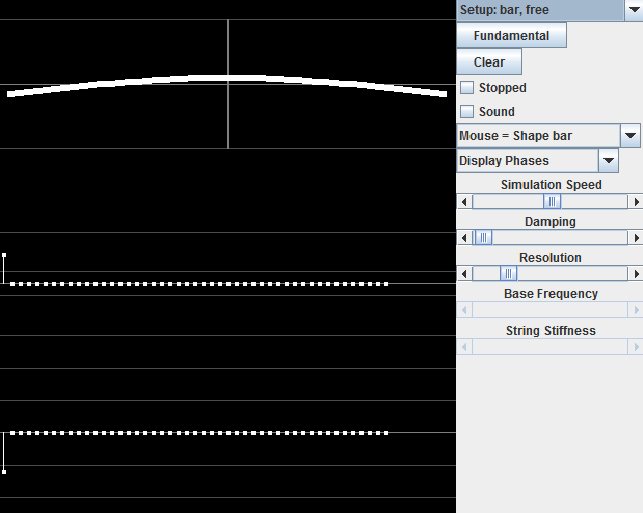 Setup: bar, free
Fundamental
Clear
Stopped
Sound
Mouse = Shape bar
Display Phases
Simulation Speed
Damping
Resolution
Base Frequency
String Stiffness